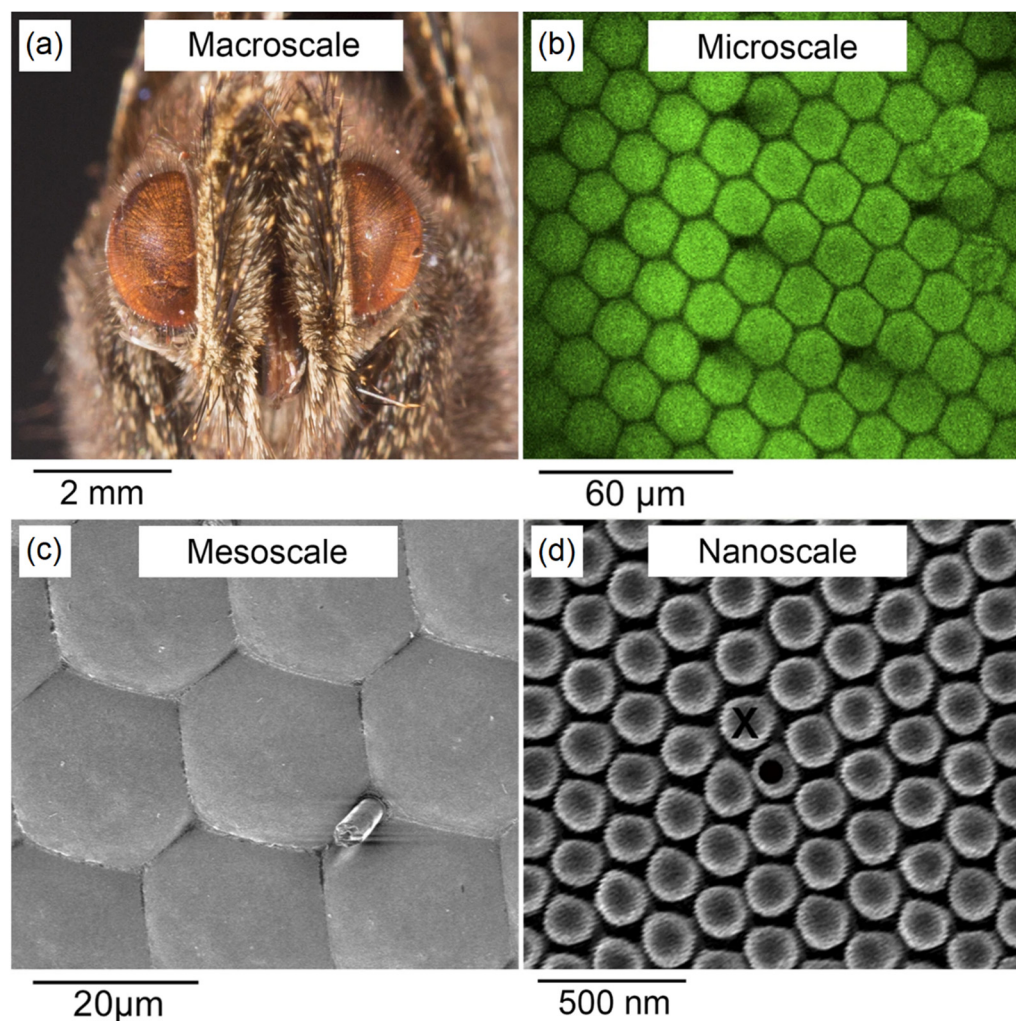 (a) Macroscale
(b) Microscale
2 mm
60 μm
(c) Mesoscale
(d) Nanoscale
X
20μm
500 nm